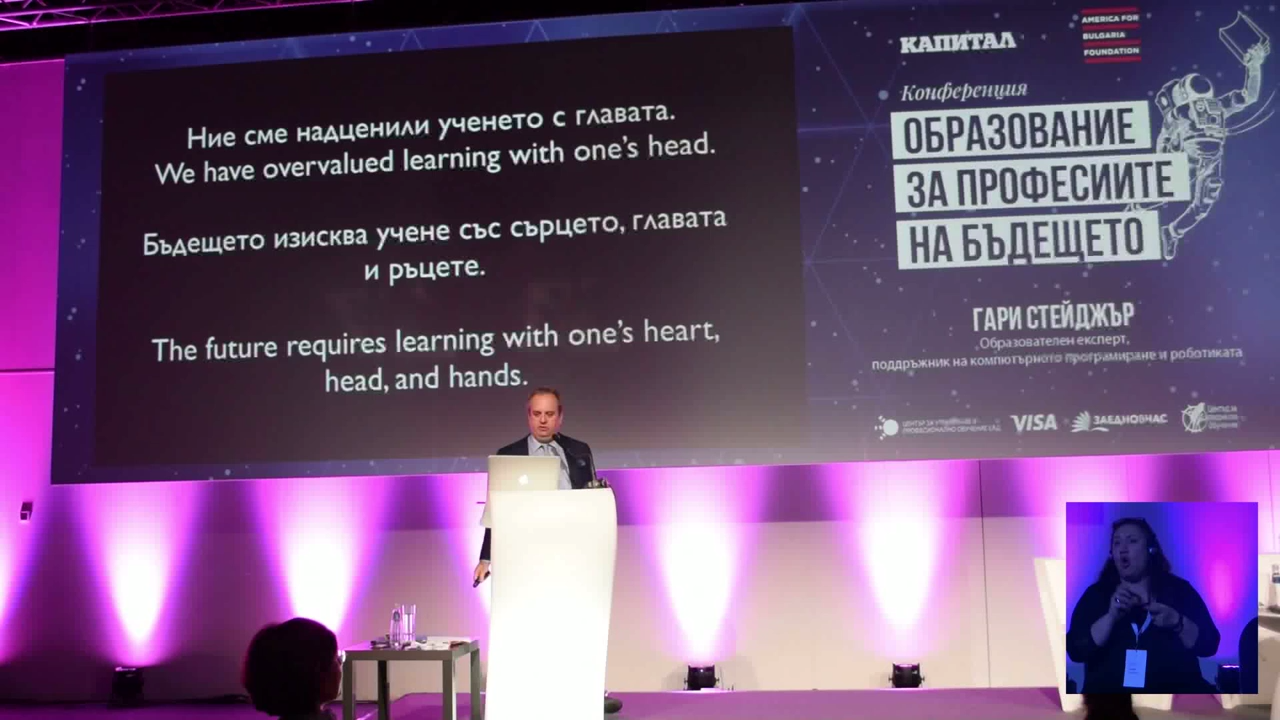 Ние сме надценили ученето с главата.
We have overvalued learning with one's head.
Бъдещето изисква учене със сърцето, главата
и ръцете.
The future requires learning with one's heart,
head, and hands.
КАПИТАЛ
AMERICA FOR
BULGARIA
FOUNDATION
Конференция
ОБРАЗОВАНИЕ
ЗА ПРОФЕСИИТЕ
НА БЪДЕЩЕТО
ГАРИ СТЕЙДЖЪР
Образователен експерт,
поддръжник на компютърното програмиране и роботиката
VISA
ЗАЕДНОВЧАС